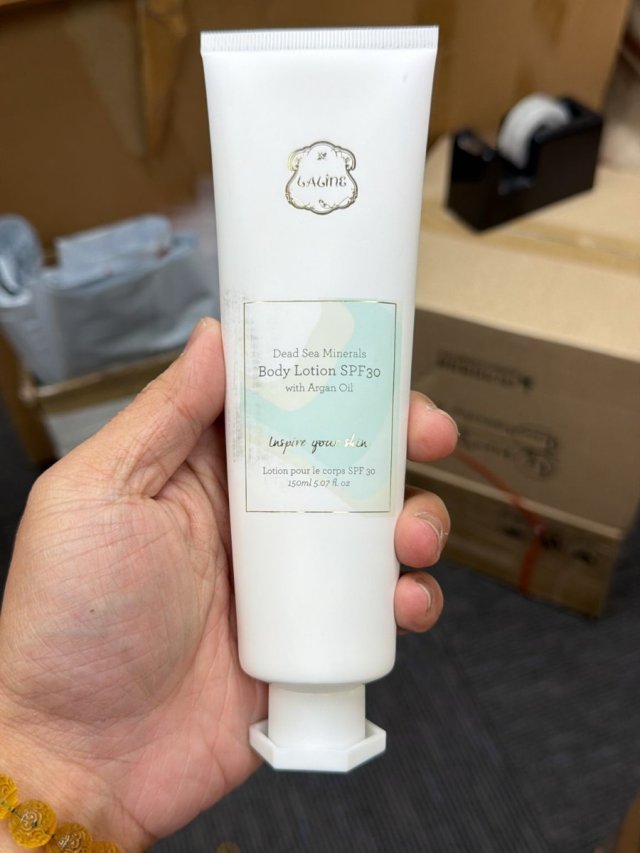 LALINE
Dead Sea Minerals
Body Lotion SPF30
with Argan Oil
Inspire your skin
Lotion pour le corps SPF 30
150ml 5.07 fl. oz